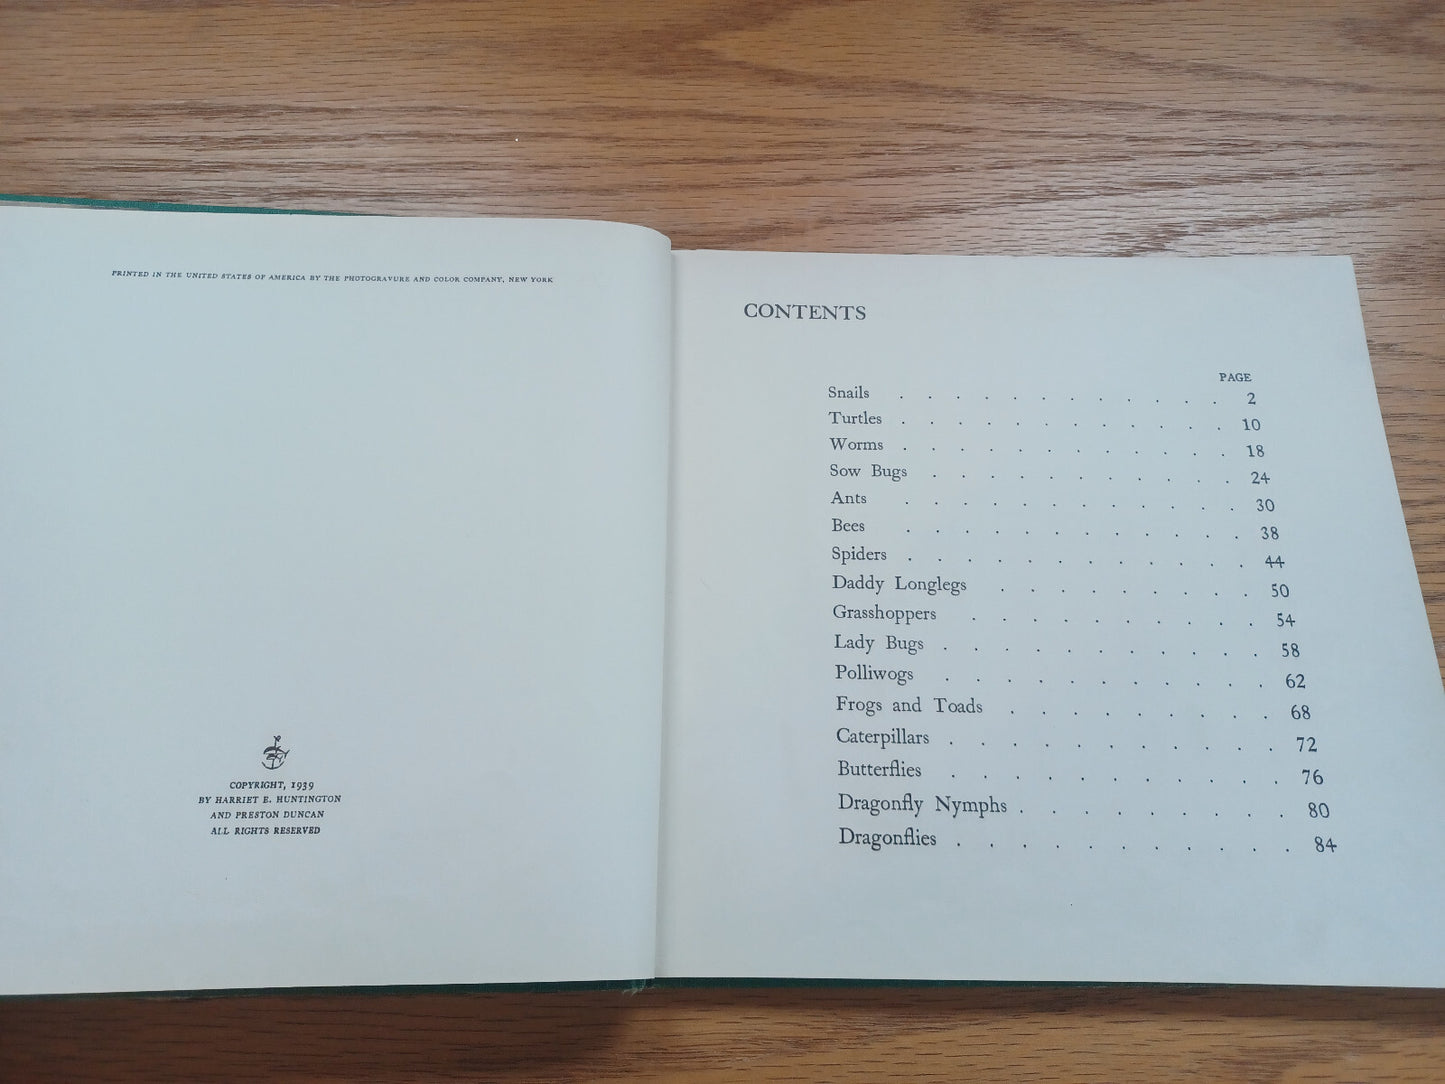 PRINTED IN THE UNITED STATES OF AMERICA BY THE PHOTOGRAVURE AND COLOR COMPANY, NEW YORK
COPYRIGHT, 1939
BY HARRIET E. HUNTINGTON
AND PRESTON DUNCAN
ALL RIGHTS RESERVED
CONTENTS
PAGE
Snails . . . . . . . . . . . . 2
Turtles . . . . . . . . . . . . 10
Worms . . . . . . . . . . . . 18
Sow Bugs . . . . . . . . . . . 24
Ants . . . . . . . . . . . . 30
Bees . . . . . . . . . . . . 38
Spiders . . . . . . . . . . . . 44
Daddy Longlegs . . . . . . . . . 50
Grasshoppers . . . . . . . . . . 54
Lady Bugs . . . . . . . . . . . 58
Polliwogs . . . . . . . . . . . 62
Frogs and Toads . . . . . . . . . 68
Caterpillars . . . . . . . . . . . 72
Butterflies . . . . . . . . . . . 76
Dragonfly Nymphs . . . . . . . . . 80
Dragonflies . . . . . . . . . . . 84